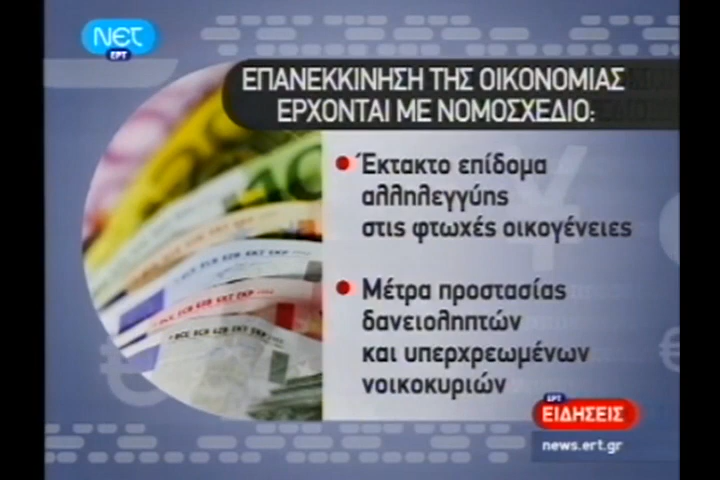 NET
ΕΡΤ
ΕΠΑΝΕΚΚΙΝΗΣΗ ΤΗΣ ΟΙΚΟΝΟΜΙΑΣ
ΕΡΧΟΝΤΑΙ ΜΕ ΝΟΜΟΣΧΕΔΙΟ:
• Έκτακτο επίδομα
αλληλεγγύης
στις φτωχές οικογένειες
• Μέτρα προστασίας
δανειοληπτών
και υπερχρεωμένων
νοικοκυριών
ΕΡΤ
ΕΙΔΗΣΕΙΣ
news.ert.gr